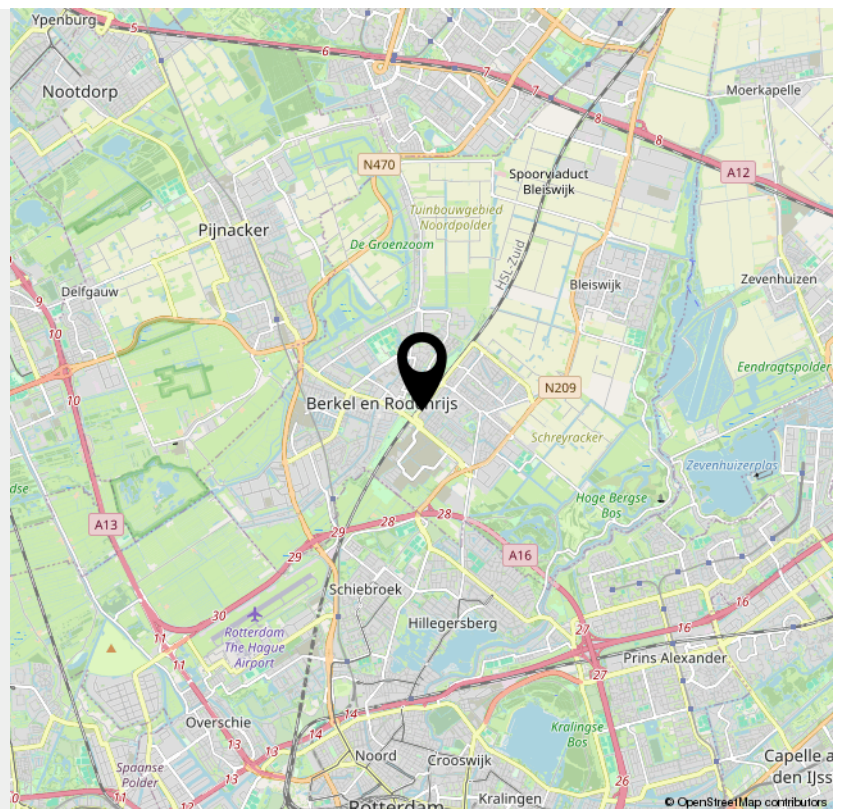 Ypenburg
5
6
7
7
Nootdorp
Moerkapelle
8
8
N470
A12
Spoorviaduct
Bleiswijk
Tuinbouwgebied
Noordpolder
Pijnacker
De Groenzoom
HSL-Zuid
9
Delfgauw
Bleiswijk
Zevenhuizen
10
Eendragtspolder
10
N209
Berkel en Rodenrijs
Schreyracker
Zevenhuizerplas
dse
Hoge Bergse
Bos
A13
28
28
29
29
A16
Schiebroek
30
16
Hillegersberg
11
Rotterdam
The Hague
Airport
27
16
11
Prins Alexander
27
14
Overschie
14
Kralingse
Bos
13
13
Noord
Crooswijk
Capelle a
den IJss
Spaanse
Polder
26
10
11
12
12
Kralingen
Rotterdam
© OpenStreetMap contributors